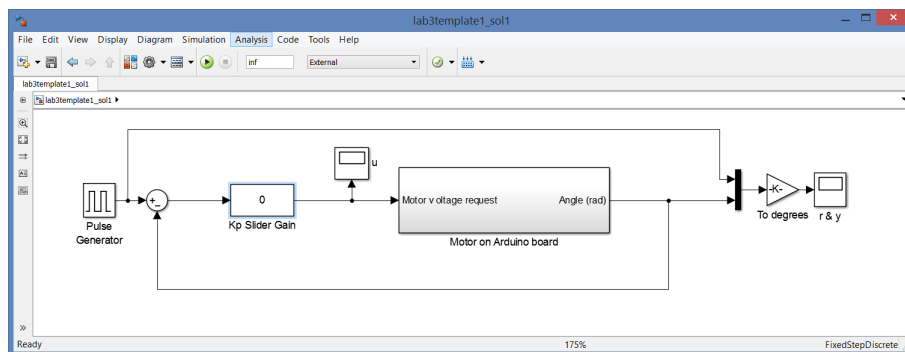 lab3template1_sol1
File Edit View Display Diagram Simulation Analysis Code Tools Help
inf
External
lab3template1_sol1
lab3template1_sol1
u
0
Motor v oltage request
Angle (rad)
+
_
-K-
Pulse
Generator
Kp Slider Gain
Motor on Arduino board
To degrees
r & y
Ready
175%
FixedStepDiscrete